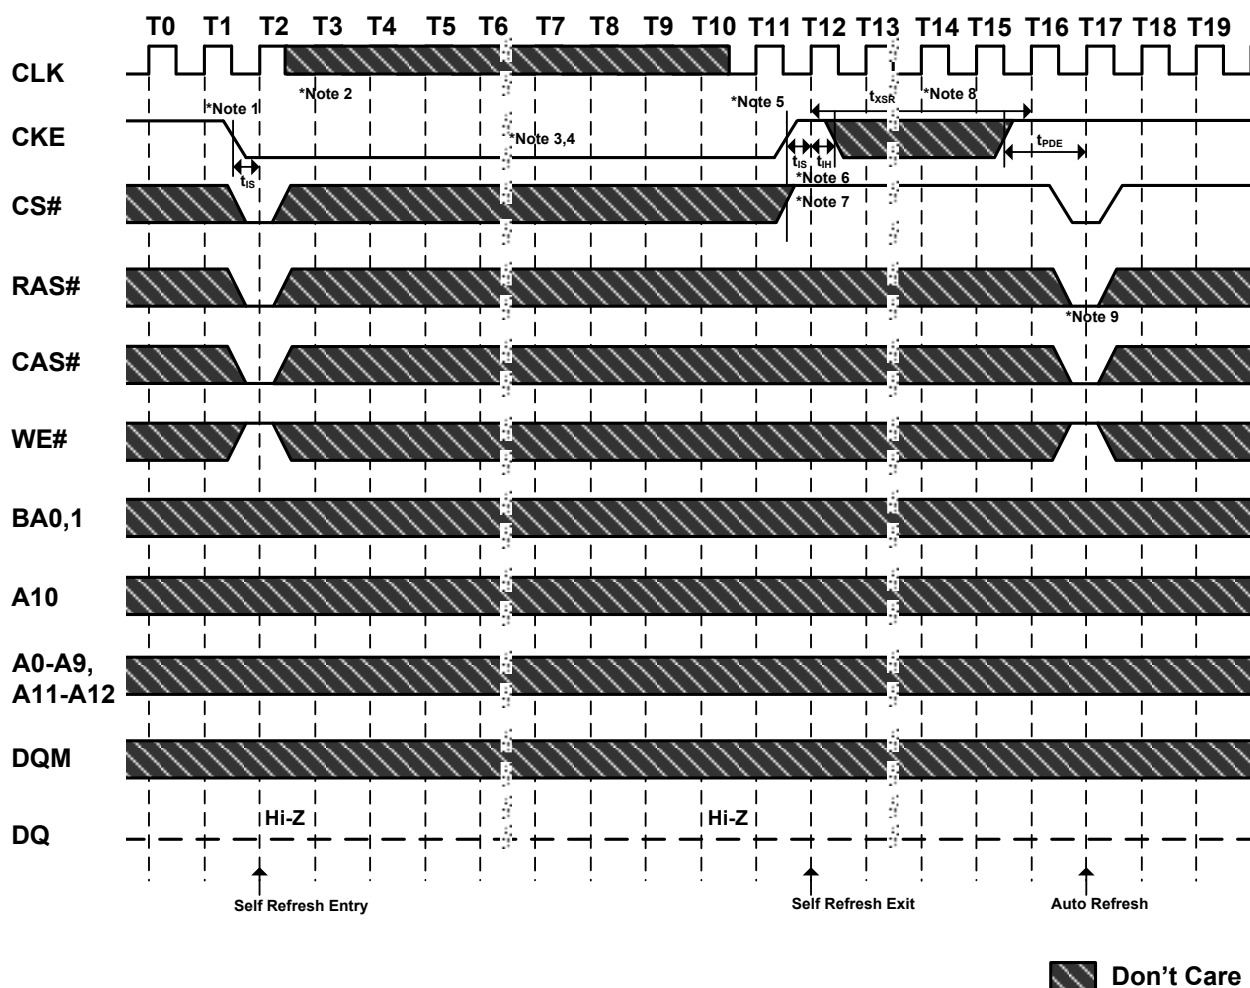 T0 T1 T2 T3 T4 T5 T6 T7 T8 T9 T10 T11 T12 T13 T14 T15 T16 T17 T18 T19
CLK
*Note 1
*Note 2
*Note 5
tXSR
*Note 8
CKE
*Note 3,4
tIS
tIS
tIH
tPDE
*Note 6
CS#
*Note 7
RAS#
*Note 9
CAS#
WE#
BA0,1
A10
A0-A9,
A11-A12
DQM
Hi-Z
Hi-Z
DQ
Self Refresh Entry
Self Refresh Exit
Auto Refresh
Don't Care